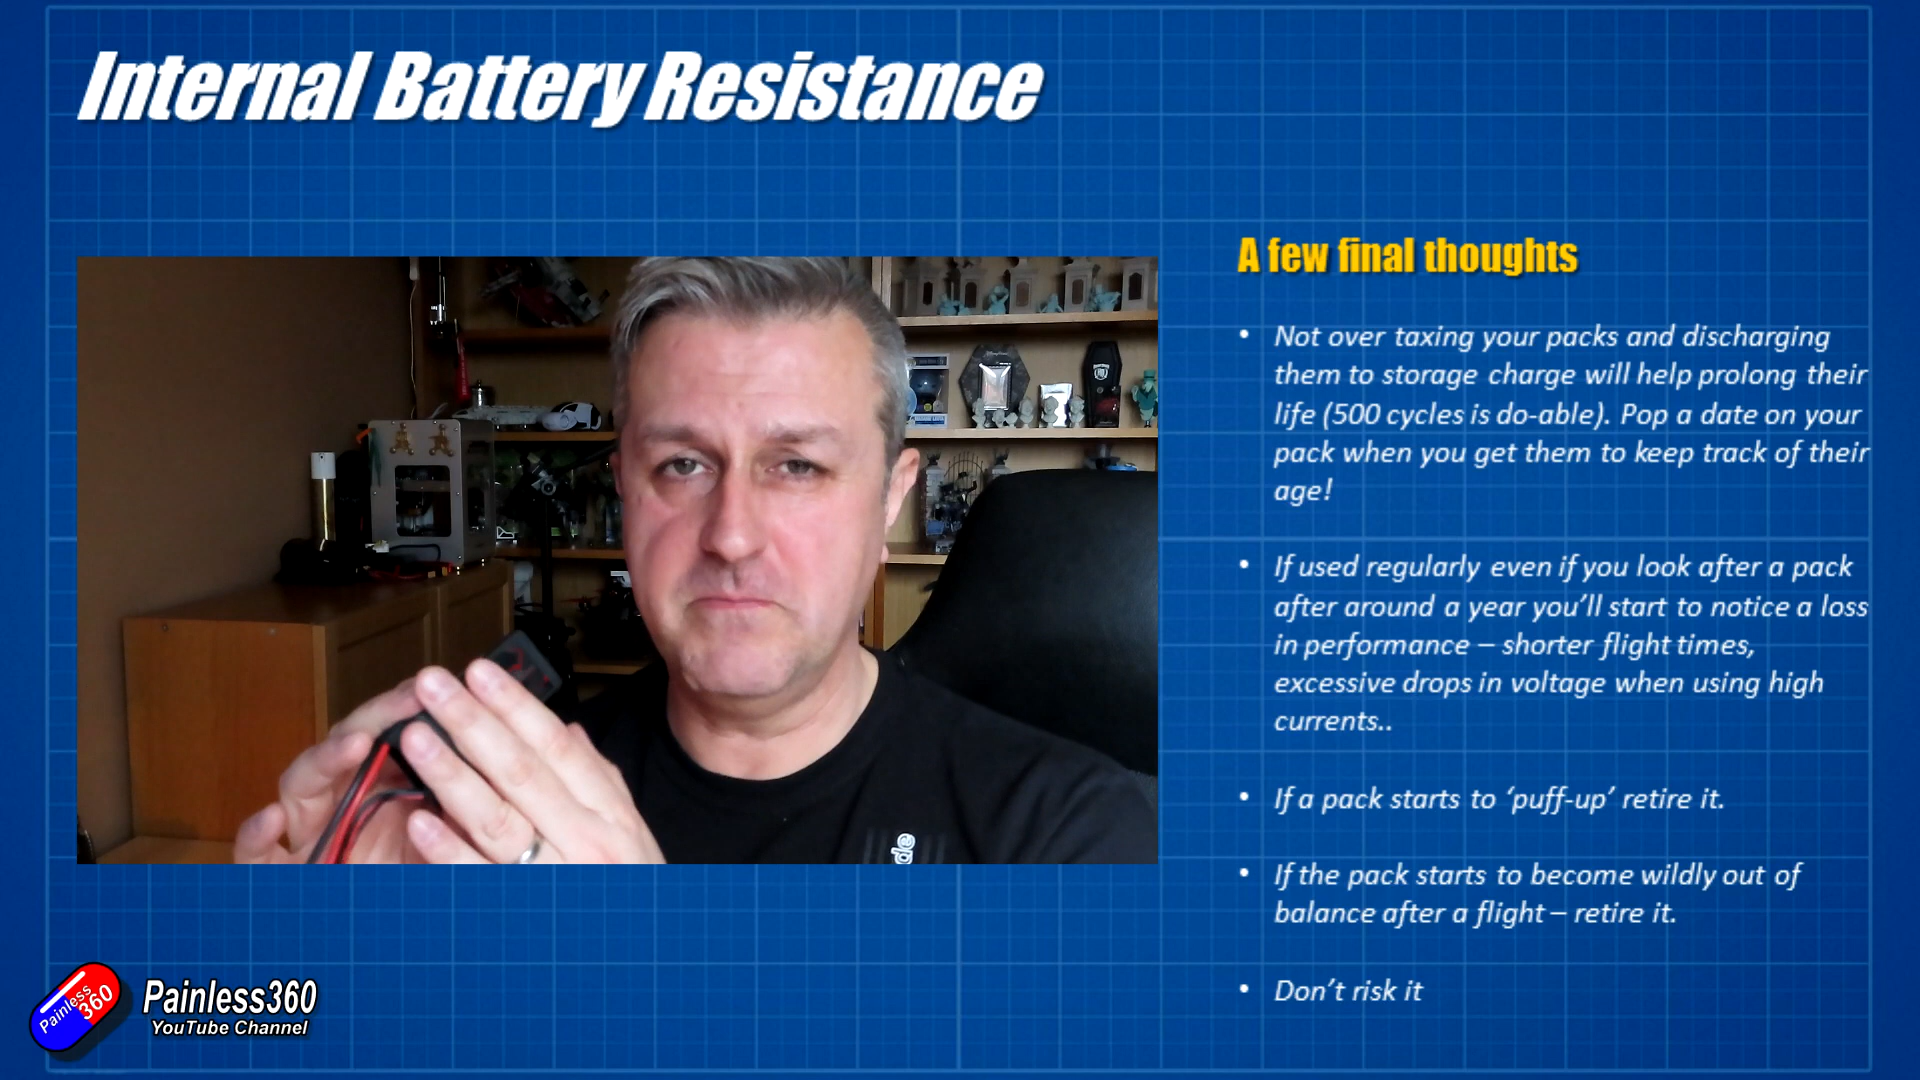 Internal Battery Resistance
A few final thoughts
• Not over taxing your packs and discharging
them to storage charge will help prolong their
life (500 cycles is do-able). Pop a date on your
pack when you get them to keep track of their
age!
• If used regularly even if you look after a pack
after around a year you’ll start to notice a loss
in performance – shorter flight times,
excessive drops in voltage when using high
currents..
• If a pack starts to ‘puff-up’ retire it.
• If the pack starts to become wildly out of
balance after a flight – retire it.
• Don’t risk it
de
Painless
360
Painless360
YouTube Channel